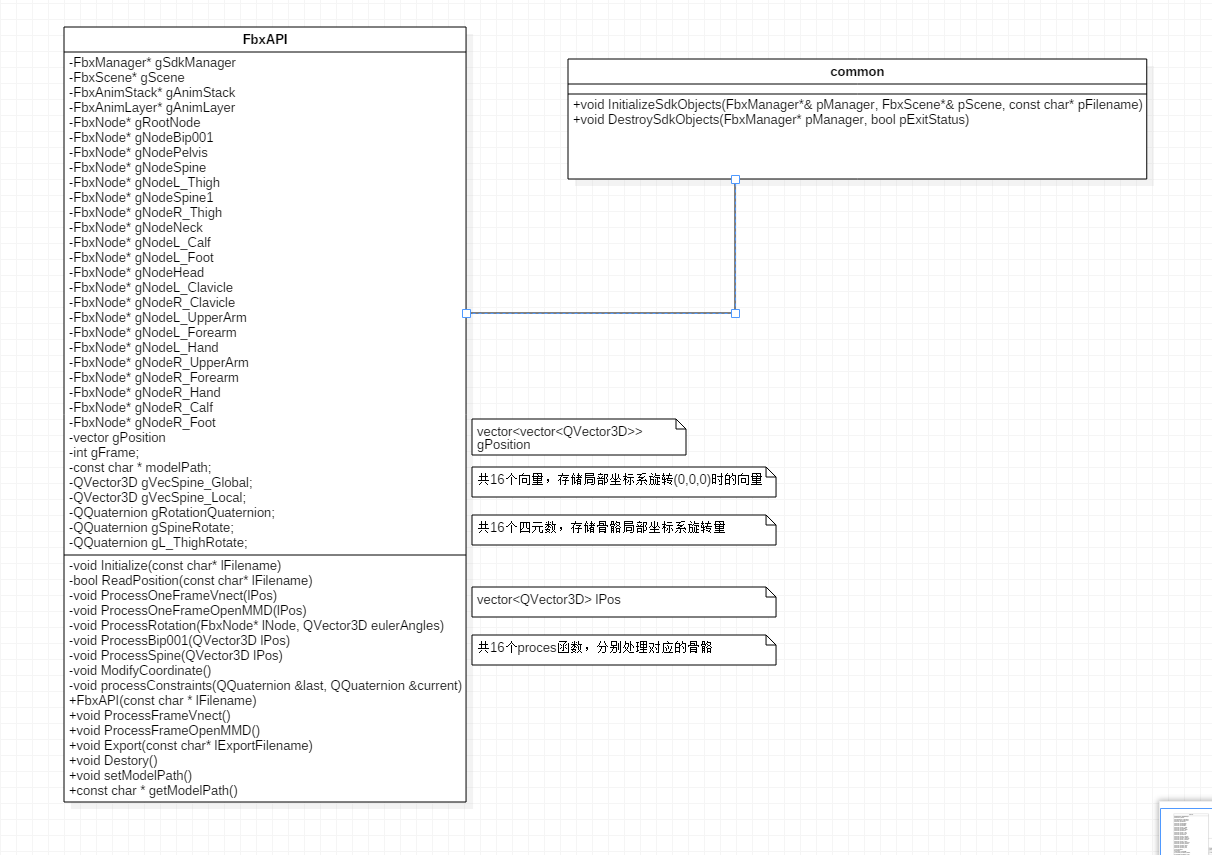 FbxAPI
-FbxManager* gSdkManager
-FbxScene* gScene
-FbxAnimStack* gAnimStack
-FbxAnimLayer* gAnimLayer
-FbxNode* gRootNode
-FbxNode* gNodeBip001
-FbxNode* gNodePelvis
-FbxNode* gNodeSpine
-FbxNode* gNodeL_Thigh
-FbxNode* gNodeSpine1
-FbxNode* gNodeR_Thigh
-FbxNode* gNodeNeck
-FbxNode* gNodeL_Calf
-FbxNode* gNodeL_Foot
-FbxNode* gNodeHead
-FbxNode* gNodeL_Clavicle
-FbxNode* gNodeR_Clavicle
-FbxNode* gNodeL_UpperArm
-FbxNode* gNodeL_Forearm
-FbxNode* gNodeL_Hand
-FbxNode* gNodeR_UpperArm
-FbxNode* gNodeR_Forearm
-FbxNode* gNodeR_Hand
-FbxNode* gNodeR_Calf
-FbxNode* gNodeR_Foot
-vector gPosition
-int gFrame;
-const char * modelPath;
-QVector3D gVecSpine_Global;
-QVector3D gVecSpine_Local;
-QQuaternion gRotationQuaternion;
-QQuaternion gSpineRotate;
-QQuaternion gL_ThighRotate;
-void Initialize(const char* lFilename)
-bool ReadPosition(const char* lFilename)
-void ProcessOneFrameVnect(lPos)
-void ProcessOneFrameOpenMMD(lPos)
-void ProcessRotation(FbxNode* lNode, QVector3D eulerAngles)
-void ProcessBip001(QVector3D lPos)
-void ProcessSpine(QVector3D lPos)
-void ModifyCoordinate()
-void processConstraints(QQuaternion &last, QQuaternion &current)
+FbxAPI(const char * lFilename)
+void ProcessFrameVnect()
+void ProcessFrameOpenMMD()
+void Export(const char* lExportFilename)
+void Destory()
+void setModelPath()
+const char * getModelPath()
common
+void InitializeSdkObjects(FbxManager*& pManager, FbxScene*& pScene, const char* pFilename)
+void DestroySdkObjects(FbxManager* pManager, bool pExitStatus)
vector<vector<QVector3D>>
gPosition
共16个向量，存储局部坐标系旋转(0,0,0)时的向量
共16个四元数，存储骨骼局部坐标系旋转量
vector<QVector3D> lPos
共16个proces函数，分别处理对应的骨骼